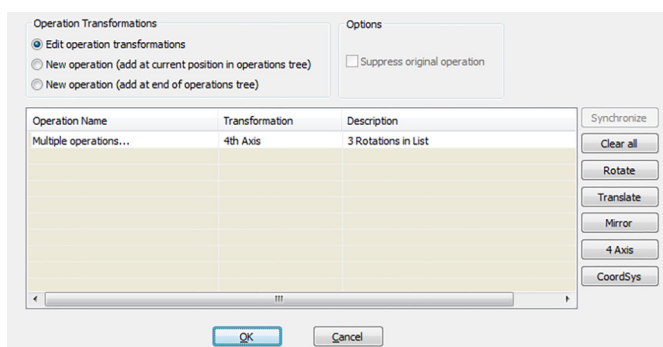 Operation Transformations
Edit operation transformations
New operation (add at current position in operations tree)
New operation (add at end of operations tree)
Options
Suppress original operation
Operation Name Transformation Description
Multiple operations... 4th Axis 3 Rotations in List
Synchronize
Clear all
Rotate
Translate
Mirror
4 Axis
CoordSys
OK Cancel